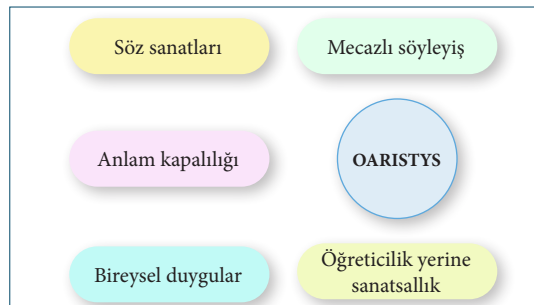 Söz sanatları
Mecazlı söyleyiş
Anlam kapalılığı
OARISTYS
Bireysel duygular
Öğreticilik yerine
sanatsallık